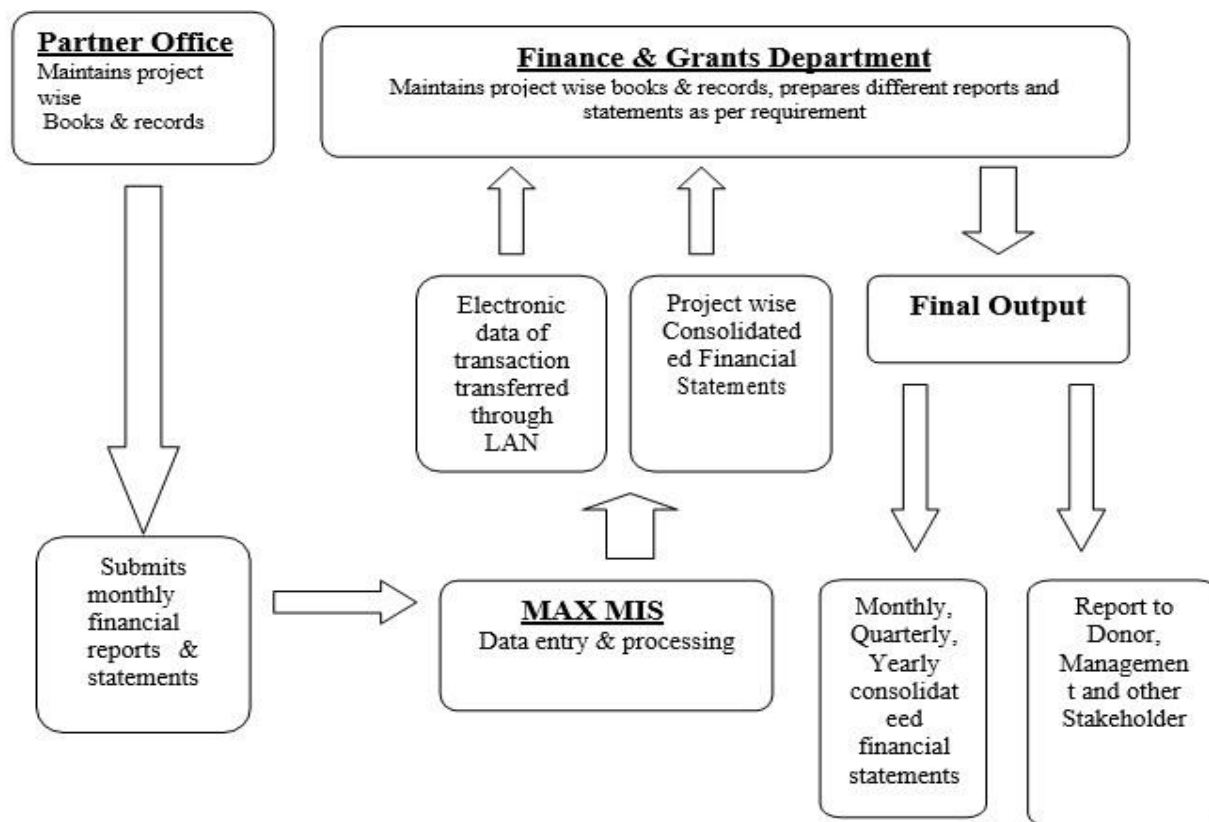 Partner Office
Maintains project
wise
Books & records
Finance & Grants Department
Maintains project wise books & records, prepares different reports and
statements as per requirement
Electronic
data of
transaction
transferred
through
LAN
Project wise
Consolidated
ed Financial
Statements
Final Output
Submits
monthly
financial
reports &
statements
MAX MIS
Data entry & processing
Monthly,
Quarterly,
Yearly
consolidat
eed
financial
statements
Report to
Donor,
Managemen
t and other
Stakeholder